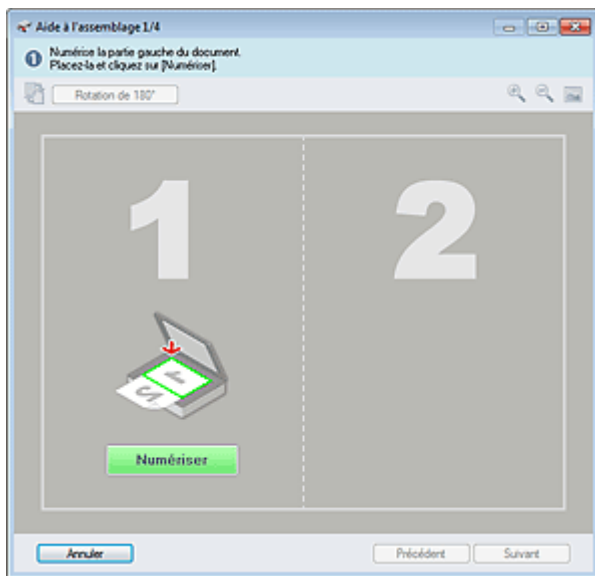 Aide à l'assemblage 1/4
Numérise la partie gauche du document.
Placez-la et cliquez sur [Numériser].
Rotation de 180°
1
2
Numériser
Annuler
Précédent
Suivant